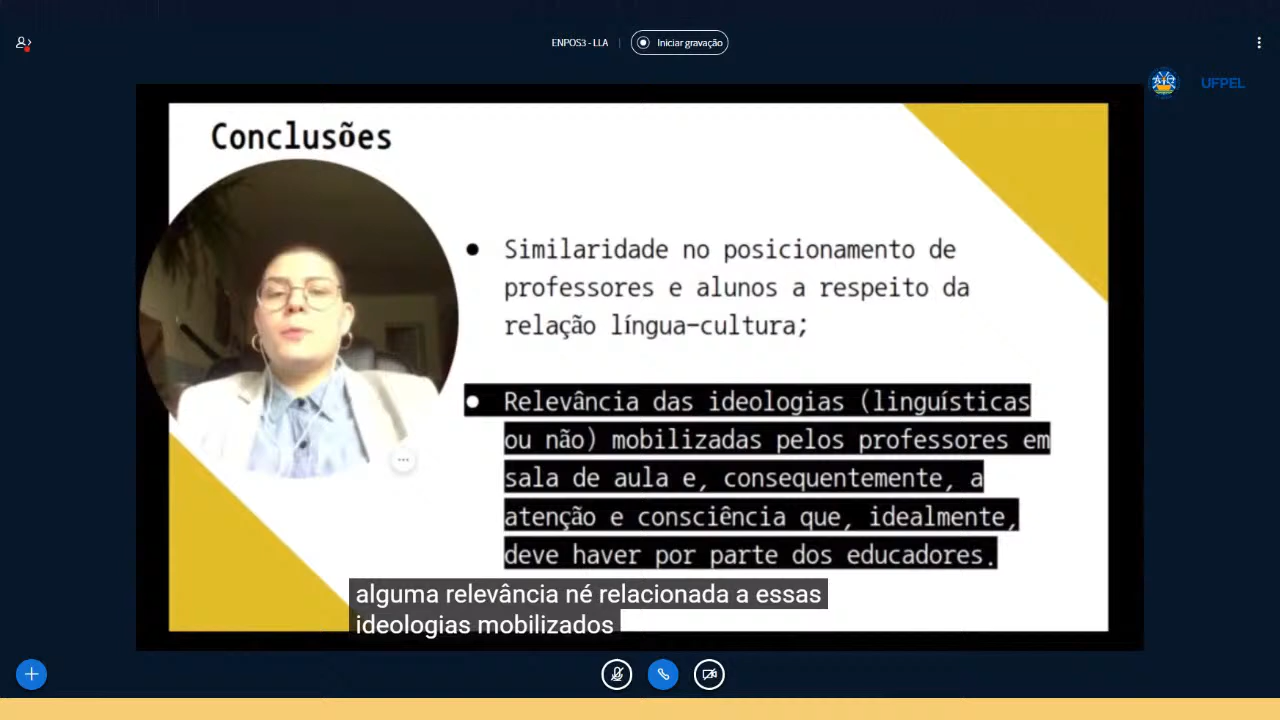 ENPOS3 - LLA
Iniciar gravação
UFPEL
Conclusões
● Similaridade no posicionamento de
professores e alunos a respeito da
relação língua-cultura;
● Relevância das ideologias (linguísticas
ou não) mobilizadas pelos professores em
sala de aula e, consequentemente, a
atenção e consciência que, idealmente,
deve haver por parte dos educadores.
alguma relevância né relacionada a essas
ideologias mobilizados